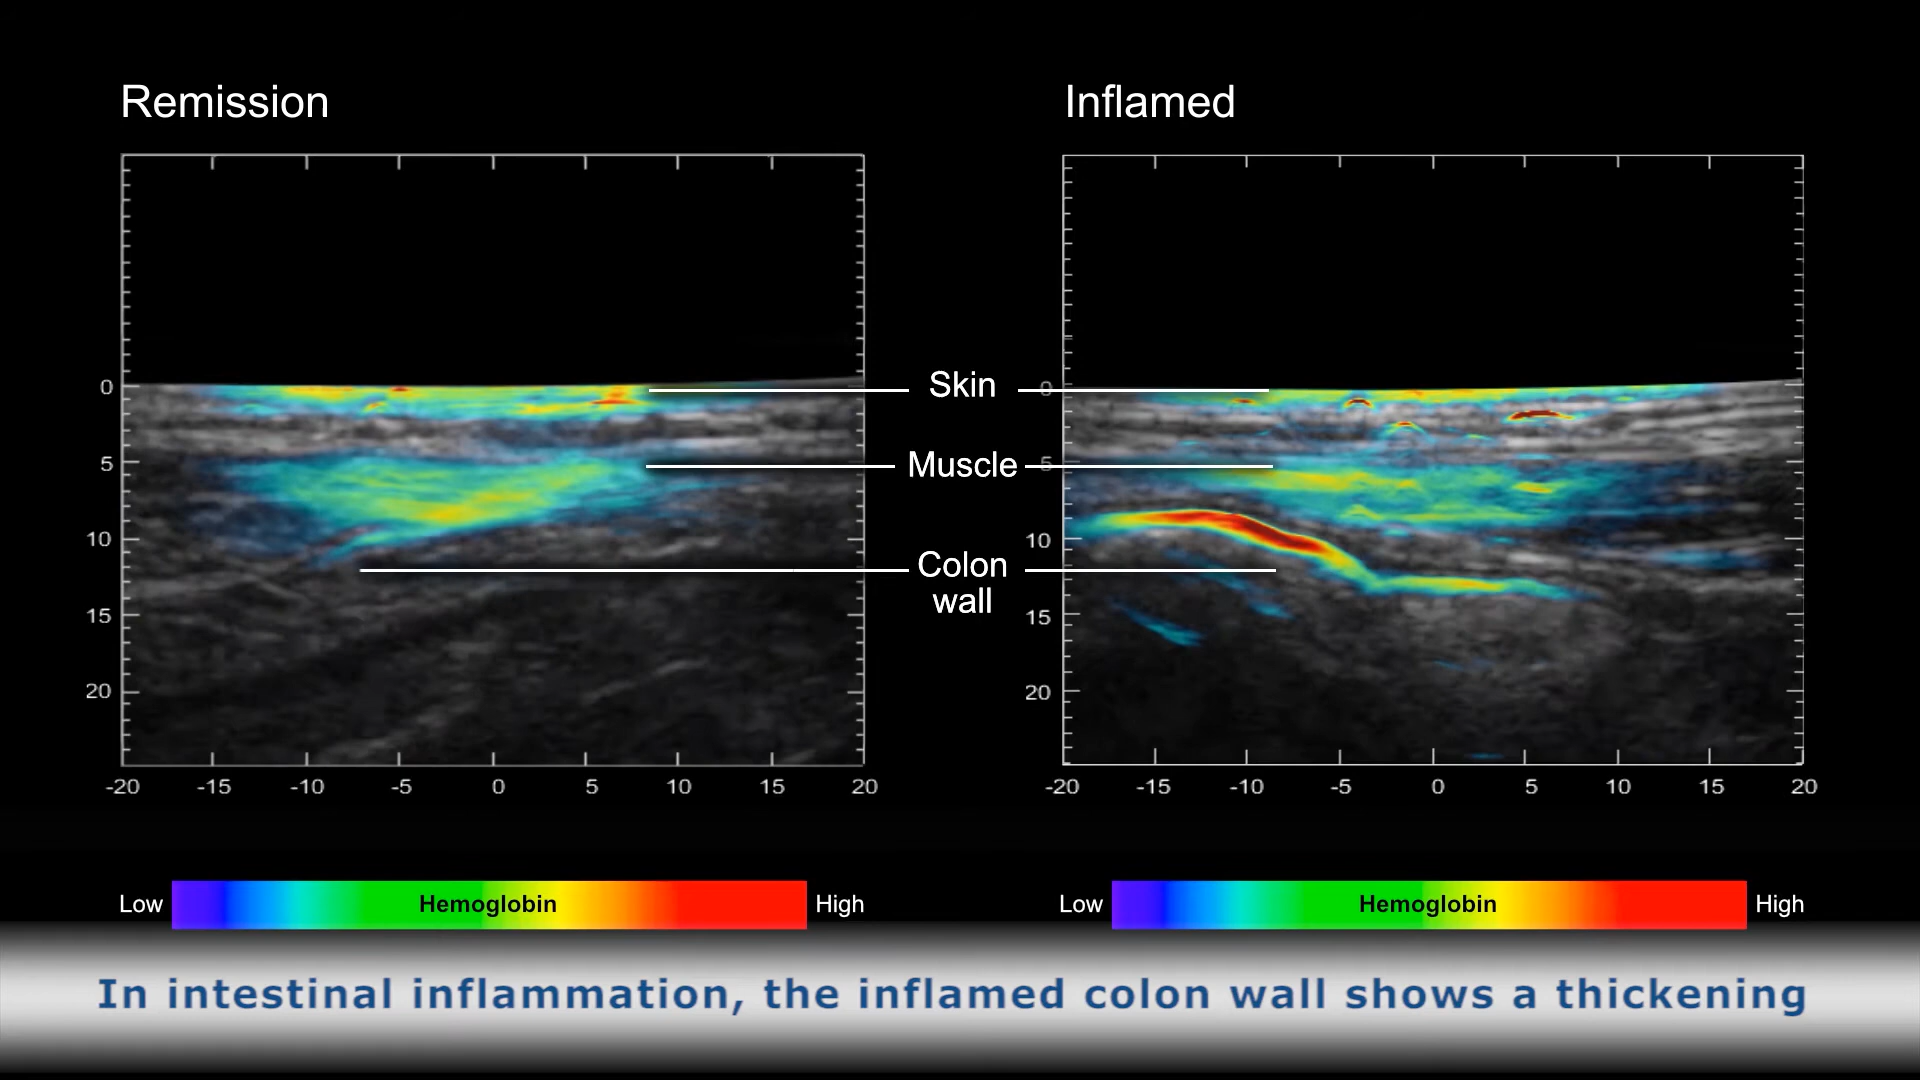 Remission
Inflamed
0
5
10
15
20
-20 -15 -10 -5 0 5 10 15 20
Skin
Muscle
Colon
wall
0
5
10
15
20
-20 -15 -10 -5 0 5 10 15 20
Low Hemoglobin High
Low Hemoglobin High
In intestinal inflammation, the inflamed colon wall shows a thickening